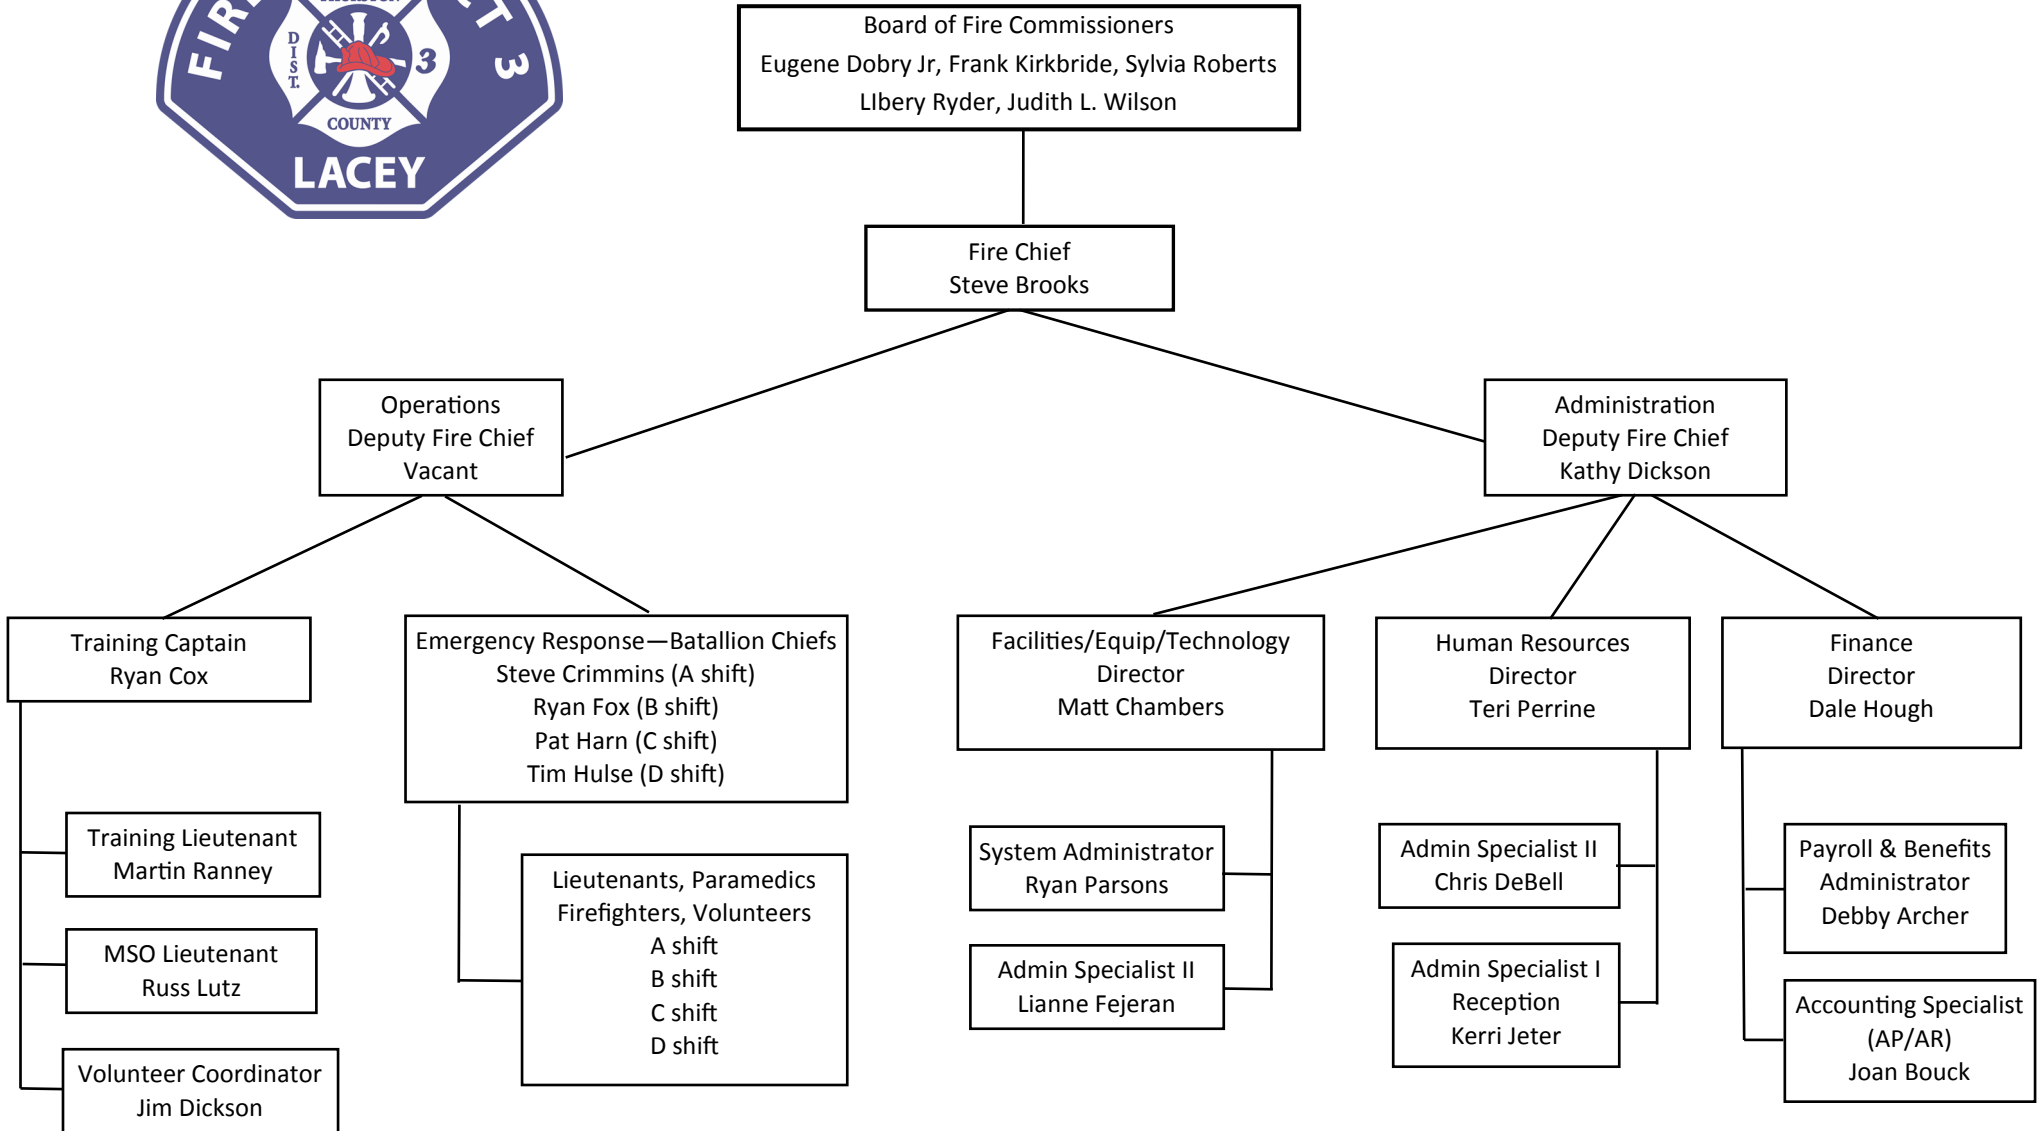 DIST.
3
COUNTY
LACEY
Board of Fire Commissioners
Eugene Dobry Jr, Frank Kirkbride, Sylvia Roberts
LIbery Ryder, Judith L. Wilson
Fire Chief
Steve Brooks
Operations
Deputy Fire Chief
Vacant
Administration
Deputy Fire Chief
Kathy Dickson
Training Captain
Ryan Cox
Emergency Response—Batallion Chiefs
Steve Crimmins (A shift)
Ryan Fox (B shift)
Pat Harn (C shift)
Tim Hulse (D shift)
Facilities/Equip/Technology
Director
Matt Chambers
Human Resources
Director
Teri Perrine
Finance
Director
Dale Hough
Training Lieutenant
Martin Ranney
MSO Lieutenant
Russ Lutz
Volunteer Coordinator
Jim Dickson
Lieutenants, Paramedics
Firefighters, Volunteers
A shift
B shift
C shift
D shift
System Administrator
Ryan Parsons
Admin Specialist II
Lianne Fejeran
Admin Specialist II
Chris DeBell
Admin Specialist I
Reception
Kerri Jeter
Payroll & Benefits
Administrator
Debby Archer
Accounting Specialist
(AP/AR)
Joan Bouck